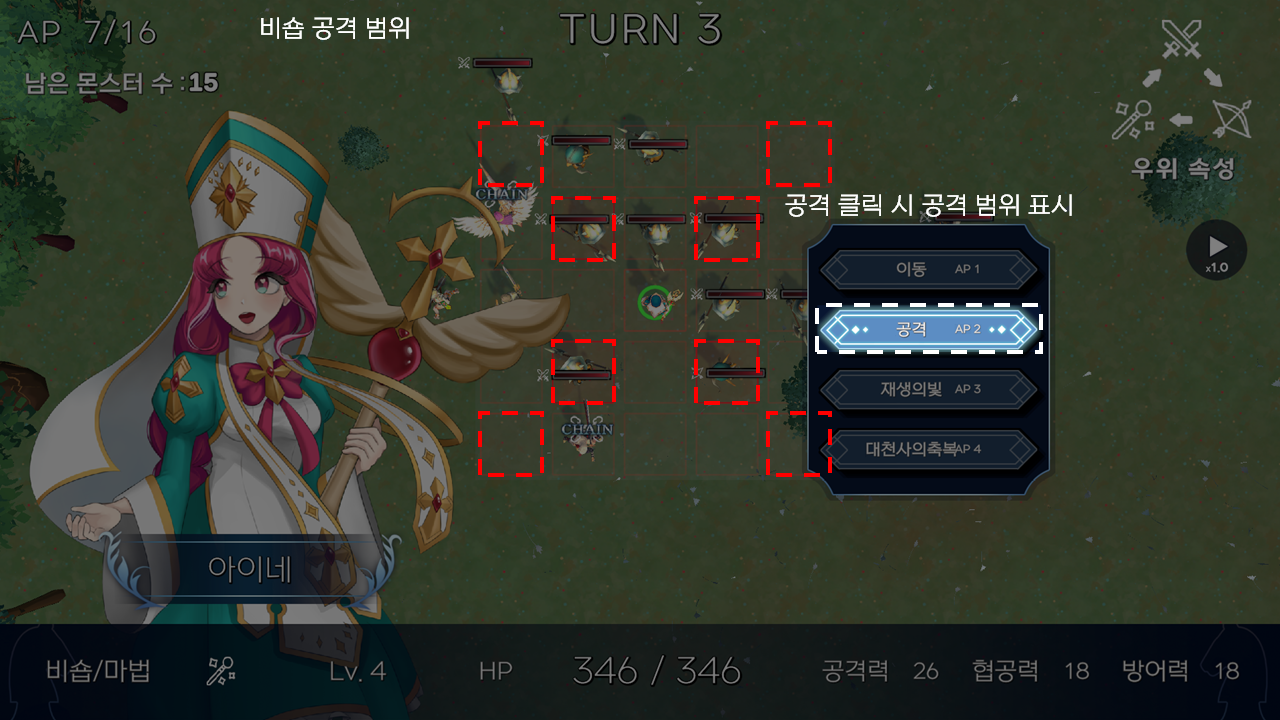 AP 7/16
비숍 공격 범위
TURN 3
남은 몬스터 수 : 15
우위 속성
CHAIN
공격 클릭 시 공격 범위 표시
x1.0
이동 AP 1
공격 AP 2
재생의빛 AP 3
대천사의축복 AP 4
CHAIN
아이네
비숍/마법 LV. 4 HP 346 / 346 공격력 26 협공력 18 방어력 18